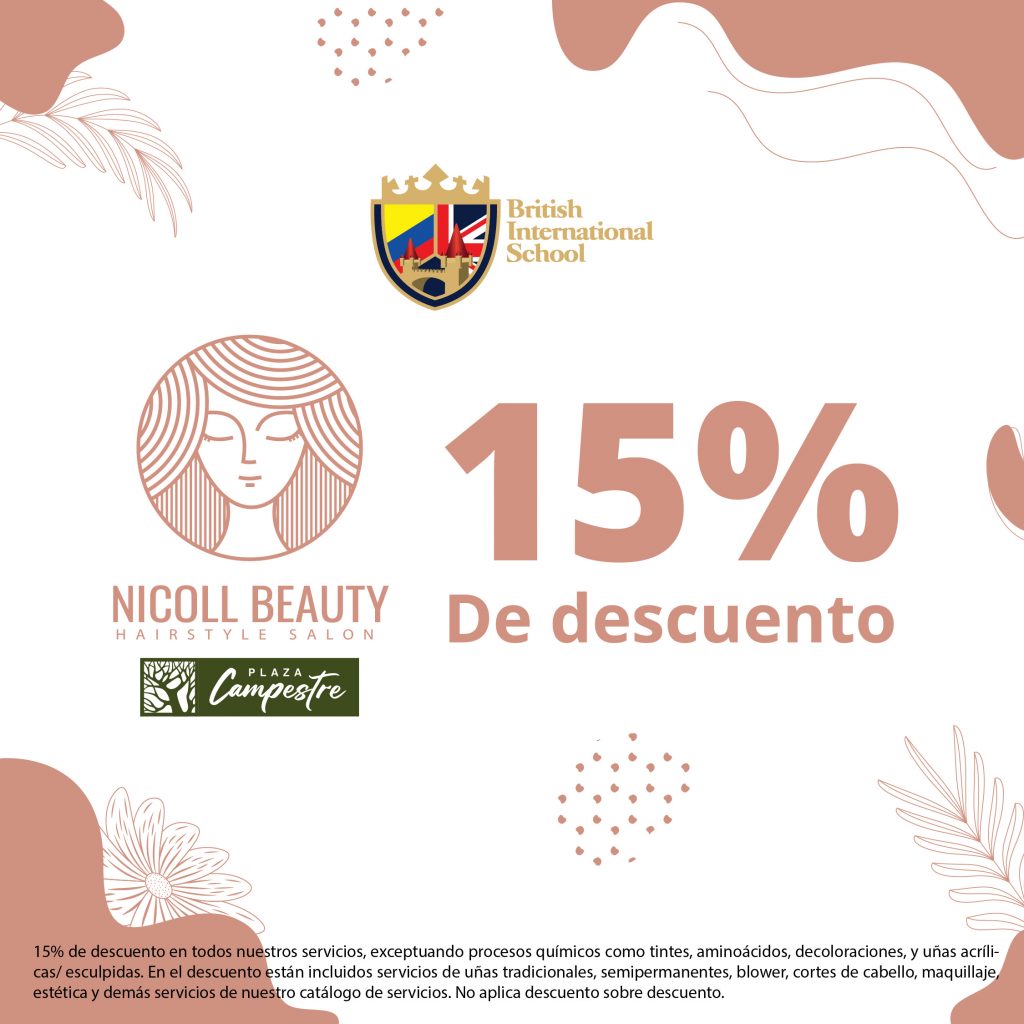 British
International
School
15%
De descuento
NICOLL BEAUTY
HAIRSTYLE SALON
PLAZA
Campestre
15% de descuento en todos nuestros servicios, exceptuando procesos químicos como tintes, aminoácidos, decoloraciones, y uñas acríli-
cas/ esculpidas. En el descuento están incluidos servicios de uñas tradicionales, semipermanentes, blower, cortes de cabello, maquillaje,
estética y demás servicios de nuestro catálogo de servicios. No aplica descuento sobre descuento.